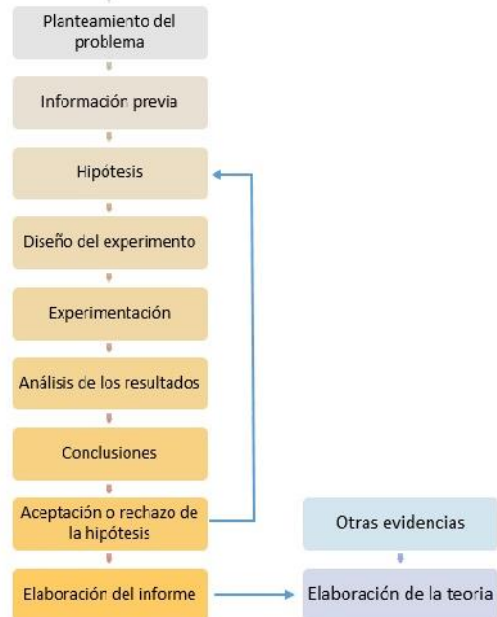 Planteamiento del
problema
Información previa
Hipótesis
Diseño del experimento
Experimentación
Análisis de los resultados
Conclusiones
Aceptación o rechazo de
la hipótesis
Otras evidencias
Elaboración del informe
Elaboración de la teoria